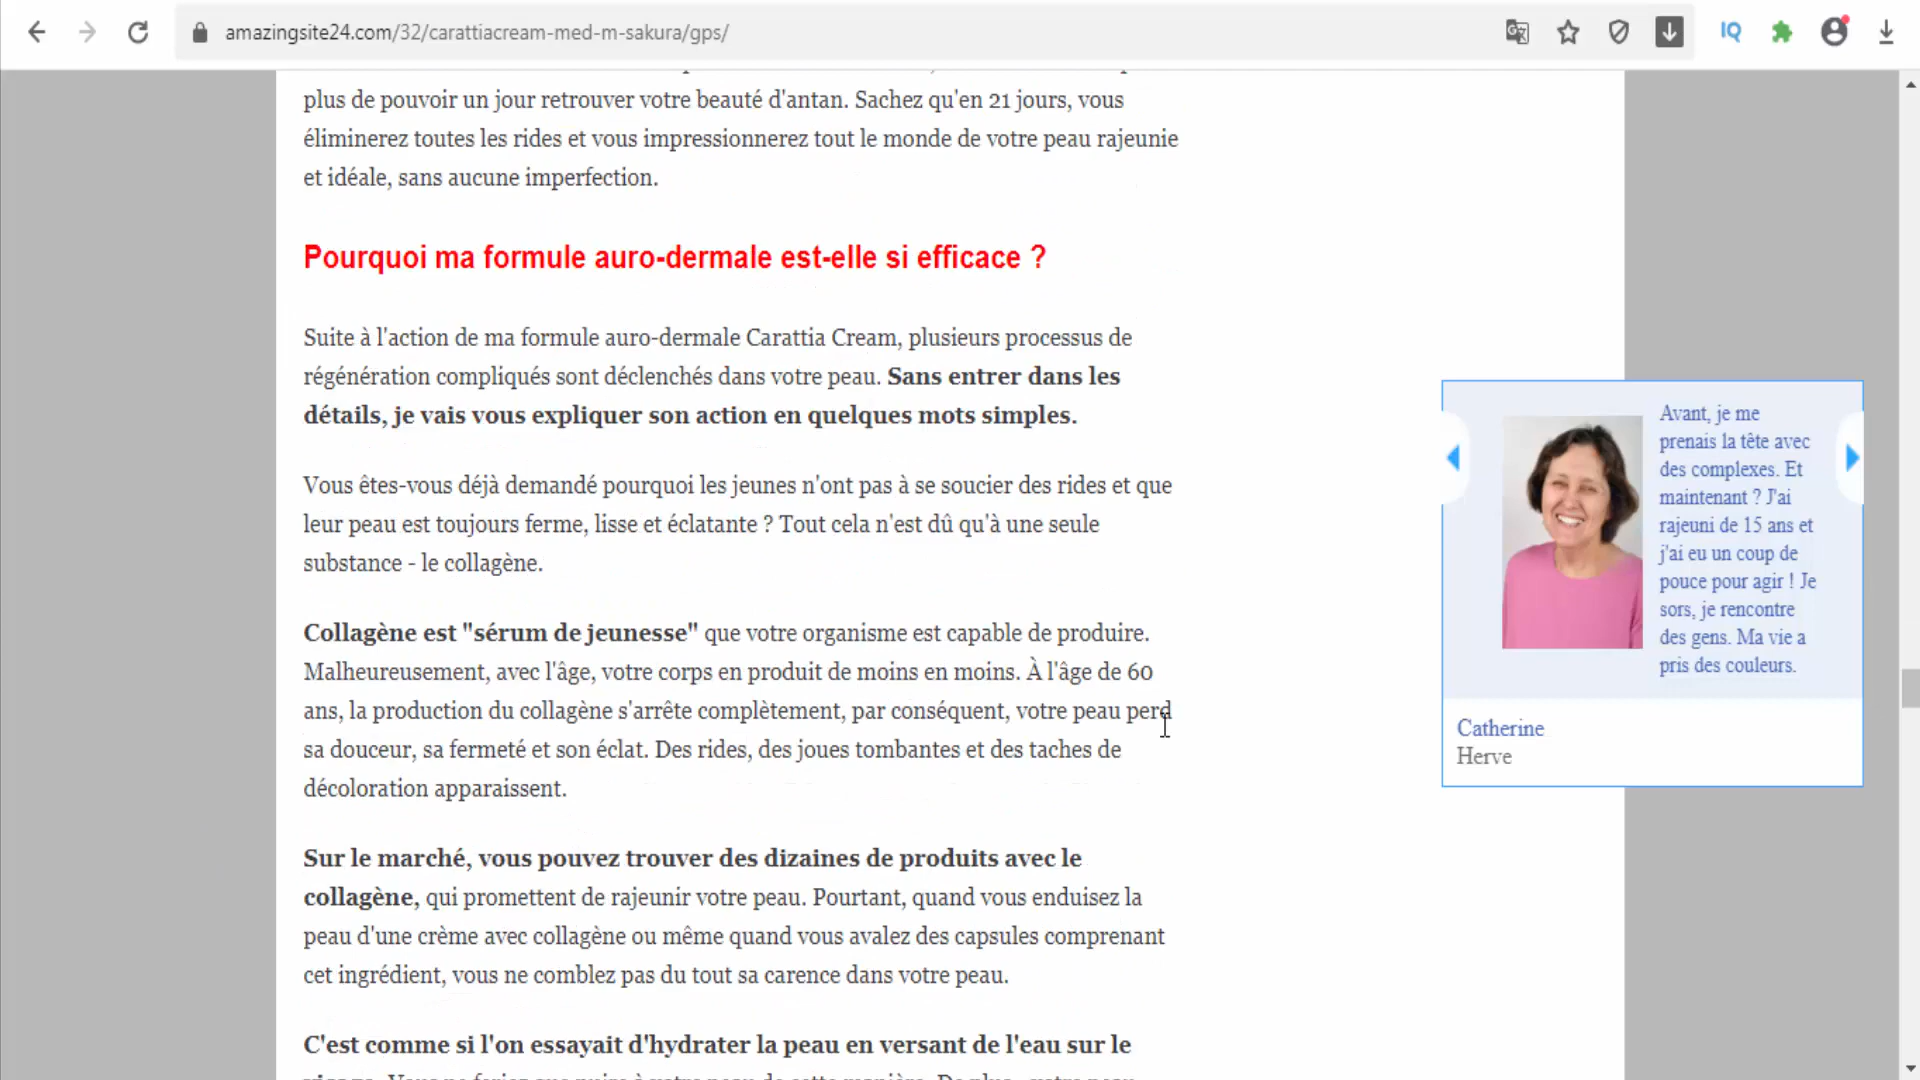 amazingsite24.com/32/carattiacream-med-m-sakura/gps/
IQ
plus de pouvoir un jour retrouver votre beauté d'antan. Sachez qu'en 21 jours, vous
éliminerez toutes les rides et vous impressionnerez tout le monde de votre peau rajeunie
et idéale, sans aucune imperfection.
Pourquoi ma formule auro-dermale est-elle si efficace ?
Suite à l'action de ma formule auro-dermale Carattia Cream, plusieurs processus de
régénération compliqués sont déclenchés dans votre peau. Sans entrer dans les
détails, je vais vous expliquer son action en quelques mots simples.
Vous êtes-vous déjà demandé pourquoi les jeunes n'ont pas à se soucier des rides et que
leur peau est toujours ferme, lisse et éclatante ? Tout cela n'est dû qu'à une seule
substance - le collagène.
Collagène est "sérum de jeunesse" que votre organisme est capable de produire.
Malheureusement, avec l'âge, votre corps en produit de moins en moins. À l'âge de 60
ans, la production du collagène s'arrête complètement, par conséquent, votre peau perd
sa douceur, sa fermeté et son éclat. Des rides, des joues tombantes et des taches de
décoloration apparaissent.
Sur le marché, vous pouvez trouver des dizaines de produits avec le
collagène, qui promettent de rajeunir votre peau. Pourtant, quand vous enduisez la
peau d'une crème avec collagène ou même quand vous avalez des capsules comprenant
cet ingrédient, vous ne comblez pas du tout sa carence dans votre peau.
C'est comme si l'on essayait d'hydrater la peau en versant de l'eau sur le
Avant, je me
prenais la tête avec
des complexes. Et
maintenant ? J'ai
rajeuni de 15 ans et
j'ai eu un coup de
pouce pour agir ! Je
sors, je rencontre
des gens. Ma vie a
pris des couleurs.
Catherine
Herve